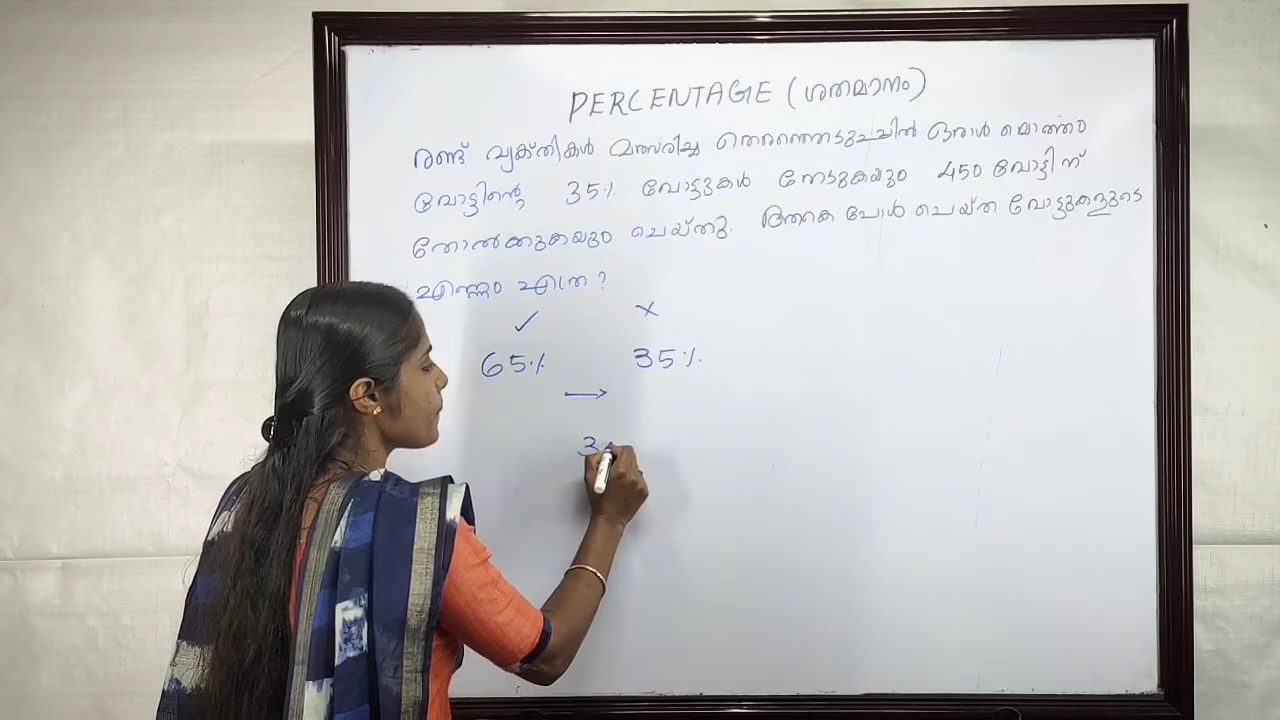 PERCENTAGE (ശതമാനം)
രണ്ട് വ്യക്തികൾ മത്സരിച്ച തെരഞ്ഞെടുപ്പിൽ ഒരാൾ മൊത്തം
വോട്ടിന്റെ 35% വോട്ടുകൾ നേടുകയും 450 വോട്ടിന്
തോൽക്കുകയും ചെയ്തു. ആകെ പോൾ ചെയ്ത വോട്ടുകളുടെ
എണ്ണം എത്ര?
✓ ×
65% 35%
→
3